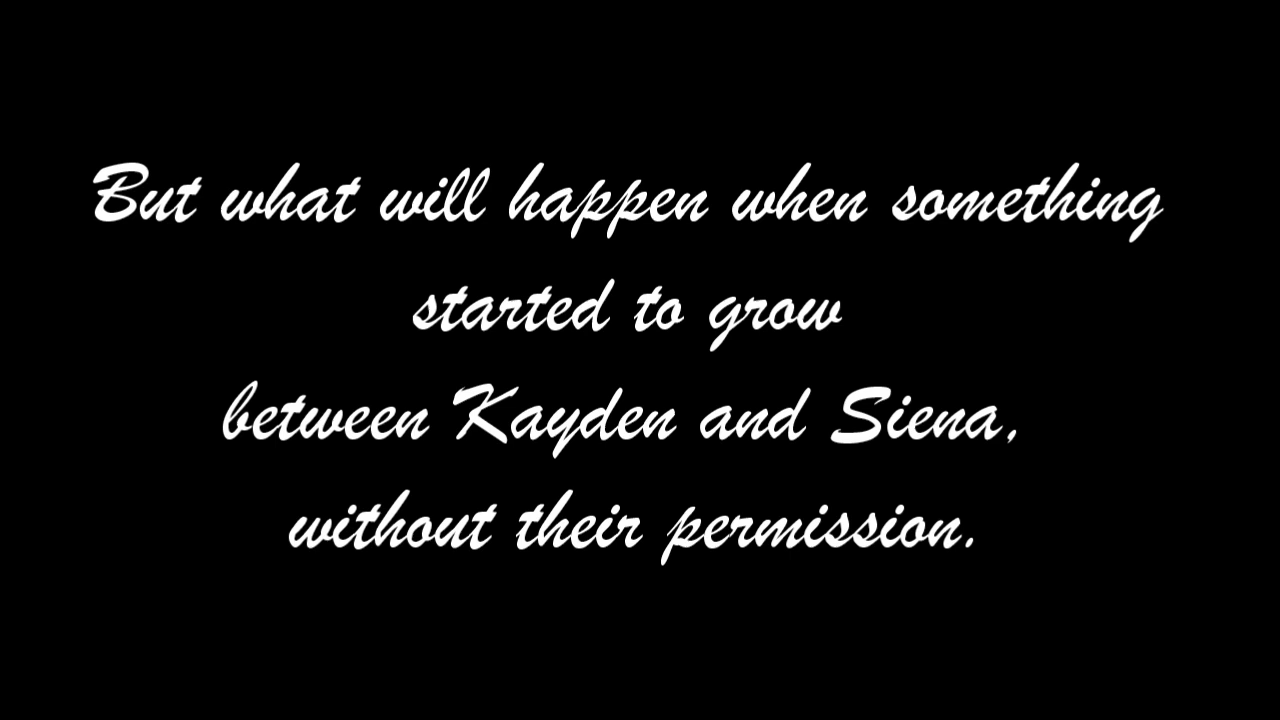 But what will happen when something
started to grow
between Kayden and Siena,
without their permission.